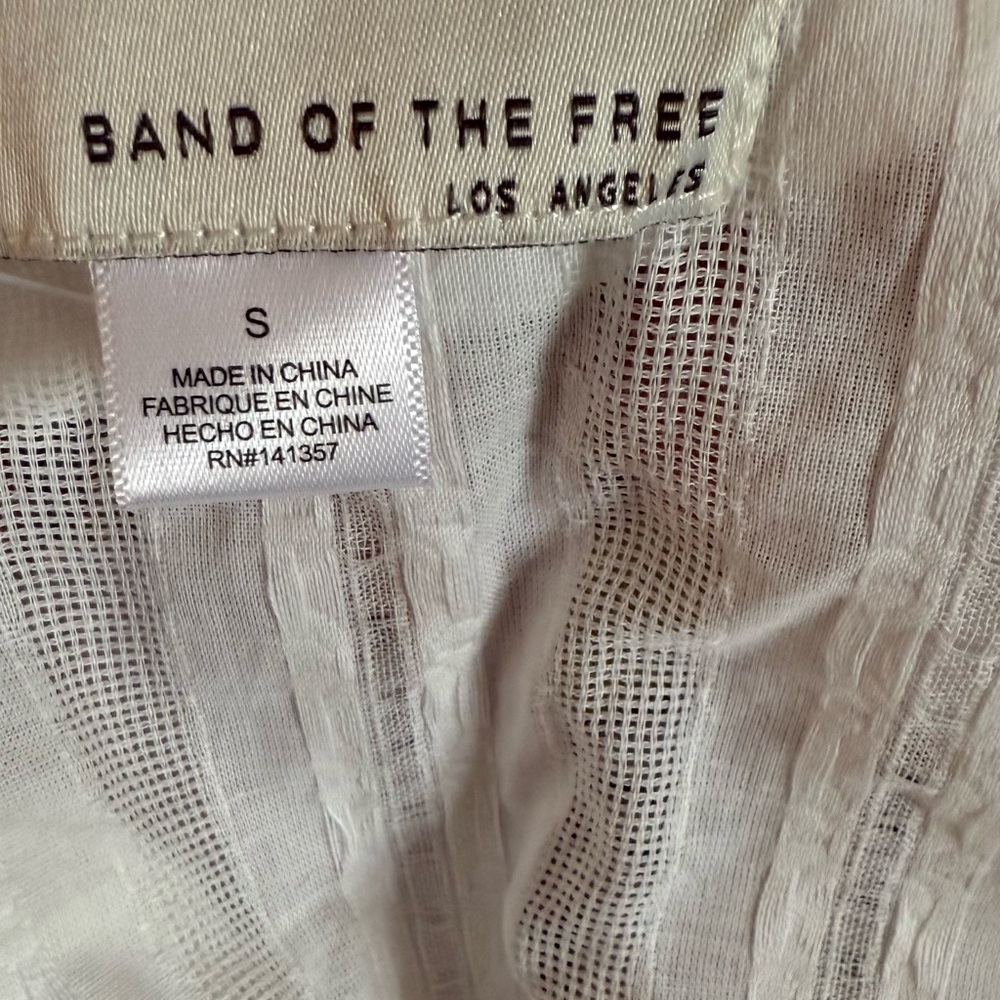 BAND OF THE FREE
LOS ANGELES
S
MADE IN CHINA
FABRIQUE EN CHINE
HECHO EN CHINA
RN#141357